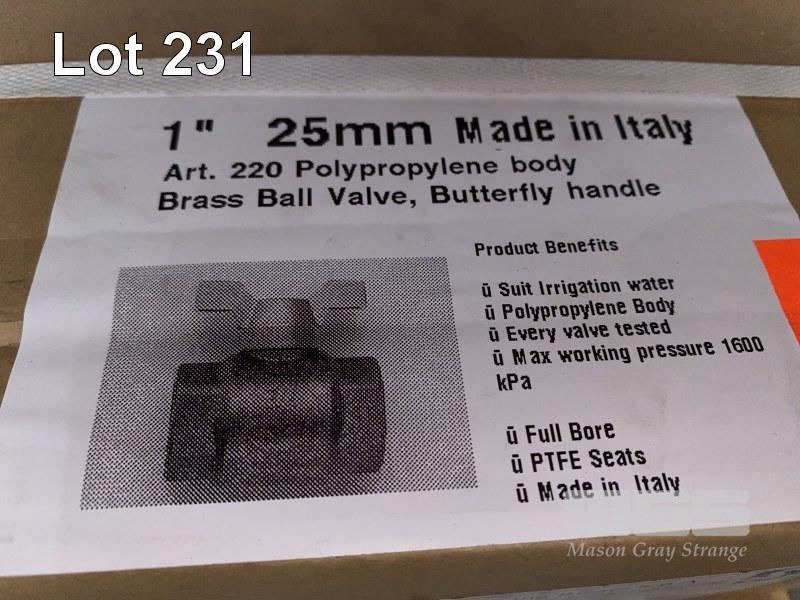 Lot 231
1" 25mm Made in Italy
Art. 220 Polypropylene body
Brass Ball Valve, Butterfly handle
Product Benefits
ū Suit Irrigation water
ū Polypropylene Body
ū Every valve tested
ū Max working pressure 1600
kPa
ū Full Bore
ū PTFE Seats
ū Made in Italy
Mason Gray Strange